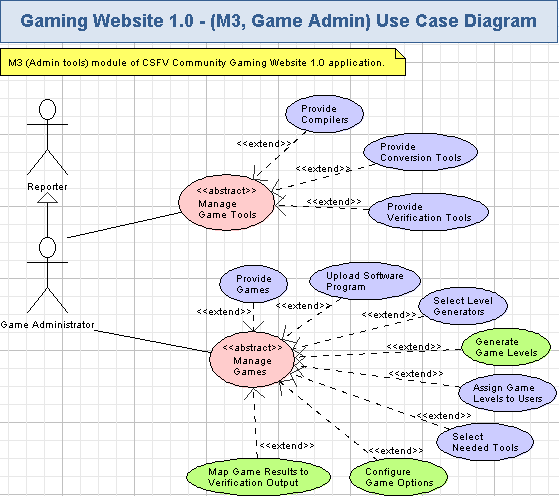 Gaming Website 1.0 - (M3, Game Admin) Use Case Diagram
M3 (Admin tools) module of CSFV Community Gaming Website 1.0 application.
Provide
Compilers
<<extend>>
Provide
Conversion Tools
<<extend>>
Reporter
<<abstract>>
Manage
Game Tools
<<extend>>
Provide
Verification Tools
Game Administrator
Provide
Games
Upload Software
Program
Select Level
Generators
<<extend>>
<<extend>>
<<extend>>
<<abstract>>
Manage
Games
<<extend>>
Generate
Game Levels
<<extend>>
Assign Game
Levels to Users
<<extend>>
Select
Needed Tools
<<extend>>
<<extend>>
Map Game Results to
Verification Output
Configure
Game Options